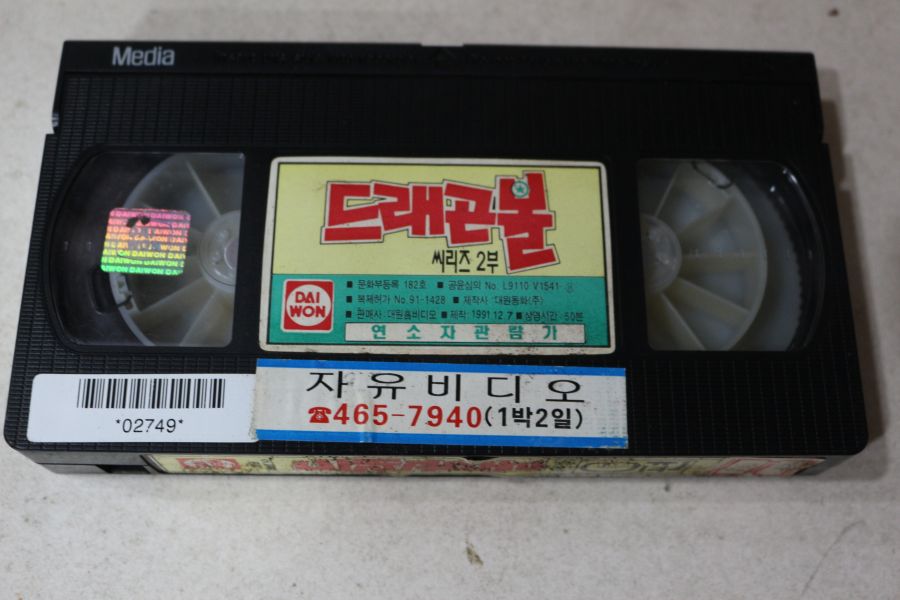 Media
드래곤볼
씨리즈 2부
DAI WON
■ 문화부등록 182호 ■ 공윤심의 No. L9110 V1541
■ 복제허가 No. 91-1428 ■ 제작사: 대원동화(주)
■ 판매사: 대원홈비디오 ■ 제작: 1991 12 7 ■ 상영시간: 50분
연소자관람가
자유비디오
☎465-7940(1박2일)
*02749*